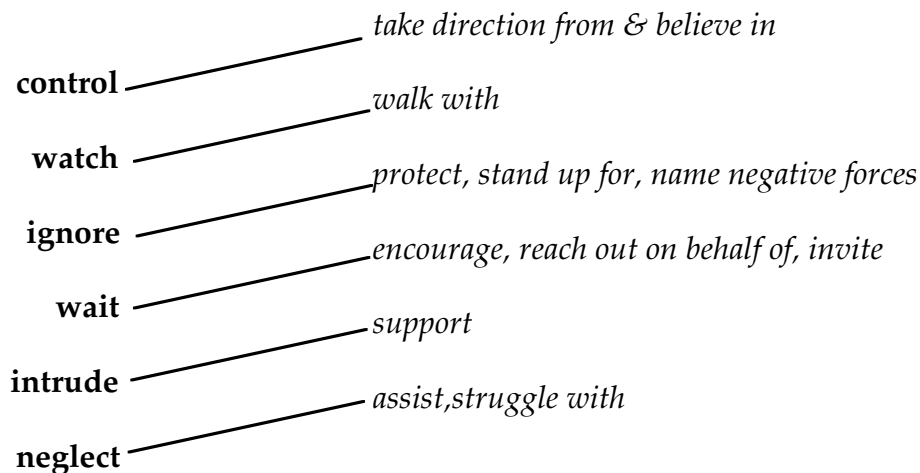 take direction from & believe in
control
walk with
watch
protect, stand up for, name negative forces
ignore
encourage, reach out on behalf of, invite
wait
support
intrude
assist,struggle with
neglect